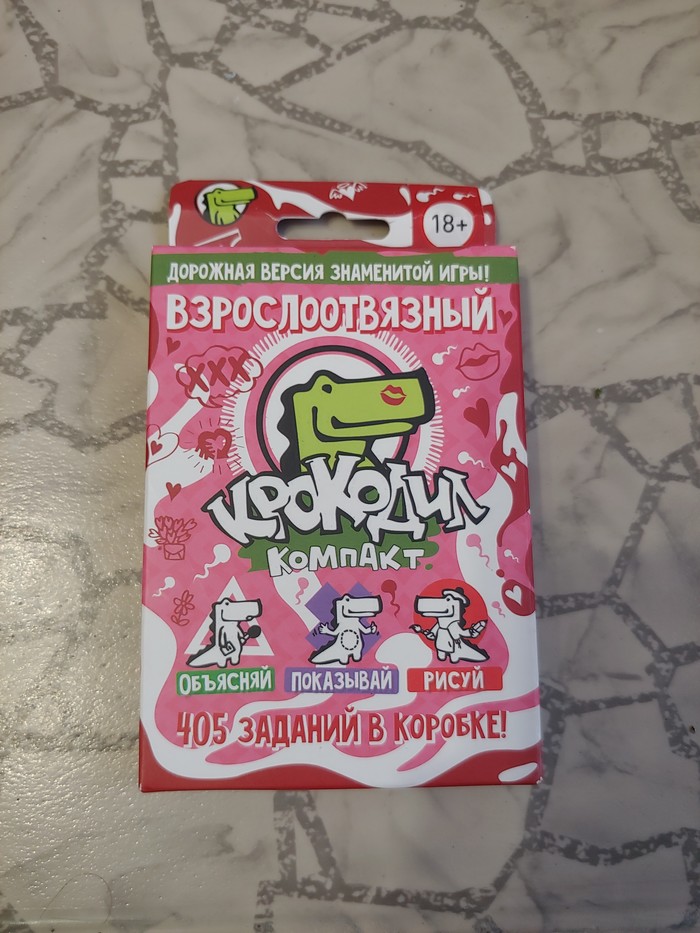 18+
ДОРОЖНАЯ ВЕРСИЯ ЗНАМЕНИТОЙ ИГРЫ!
ВЗРОСЛООТВЯЗНЫЙ
XXX
КРОКОДИЛ
КОМПАКТ
ОБЪЯСНЯЙ ПОКАЗЫВАЙ РИСУЙ
405 ЗАДАНИЙ В КОРОБКЕ!